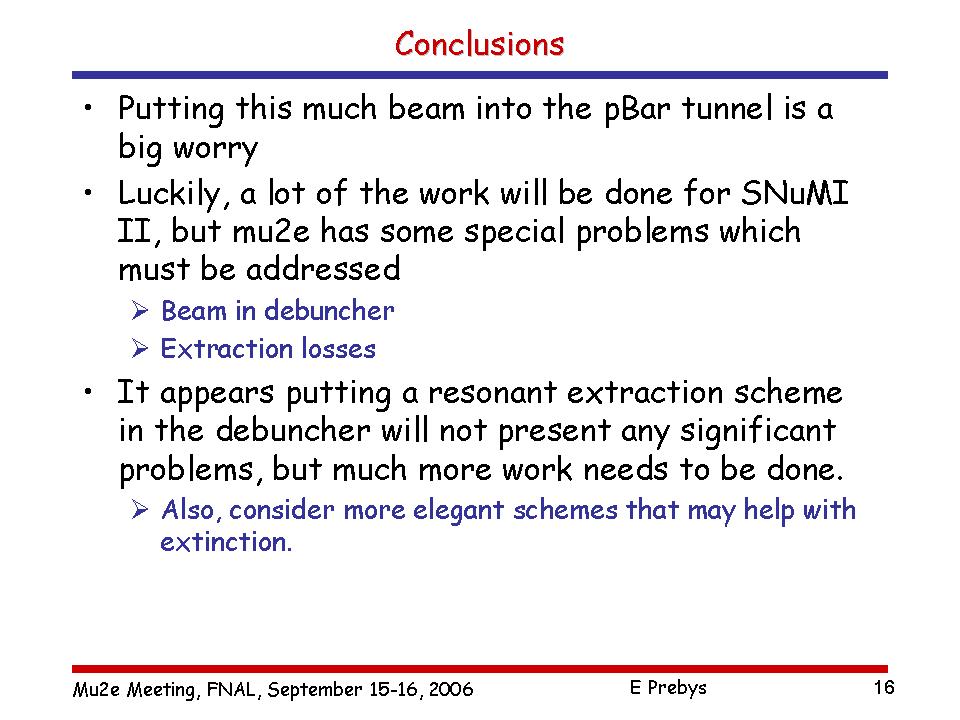 Conclusions
• Putting this much beam into the pBar tunnel is a
big worry
• Luckily, a lot of the work will be done for SNuMI
II, but mu2e has some special problems which
must be addressed
➢ Beam in debuncher
➢ Extraction losses
• It appears putting a resonant extraction scheme
in the debuncher will not present any significant
problems, but much more work needs to be done.
➢ Also, consider more elegant schemes that may help with
extinction.
Mu2e Meeting, FNAL, September 15-16, 2006 E Prebys 16